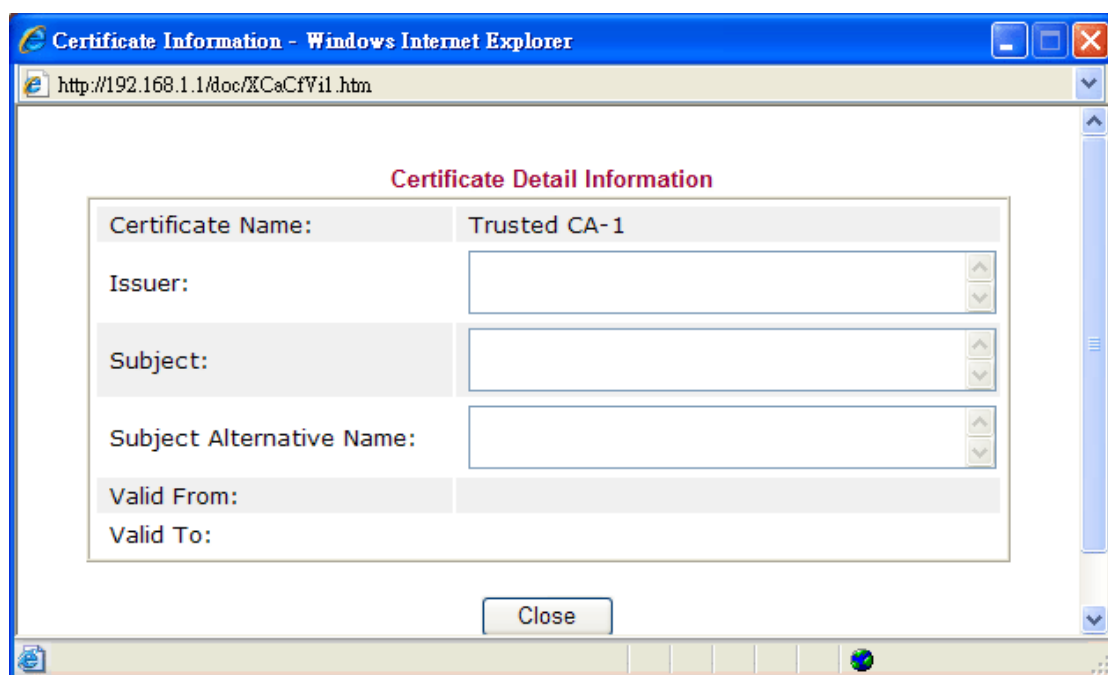 Certificate Information - Windows Internet Explorer
http://192.168.1.1/doc/XCaCfVi1.htm
Certificate Detail Information
Certificate Name: Trusted CA-1
Issuer:
Subject:
Subject Alternative Name:
Valid From:
Valid To:
Close